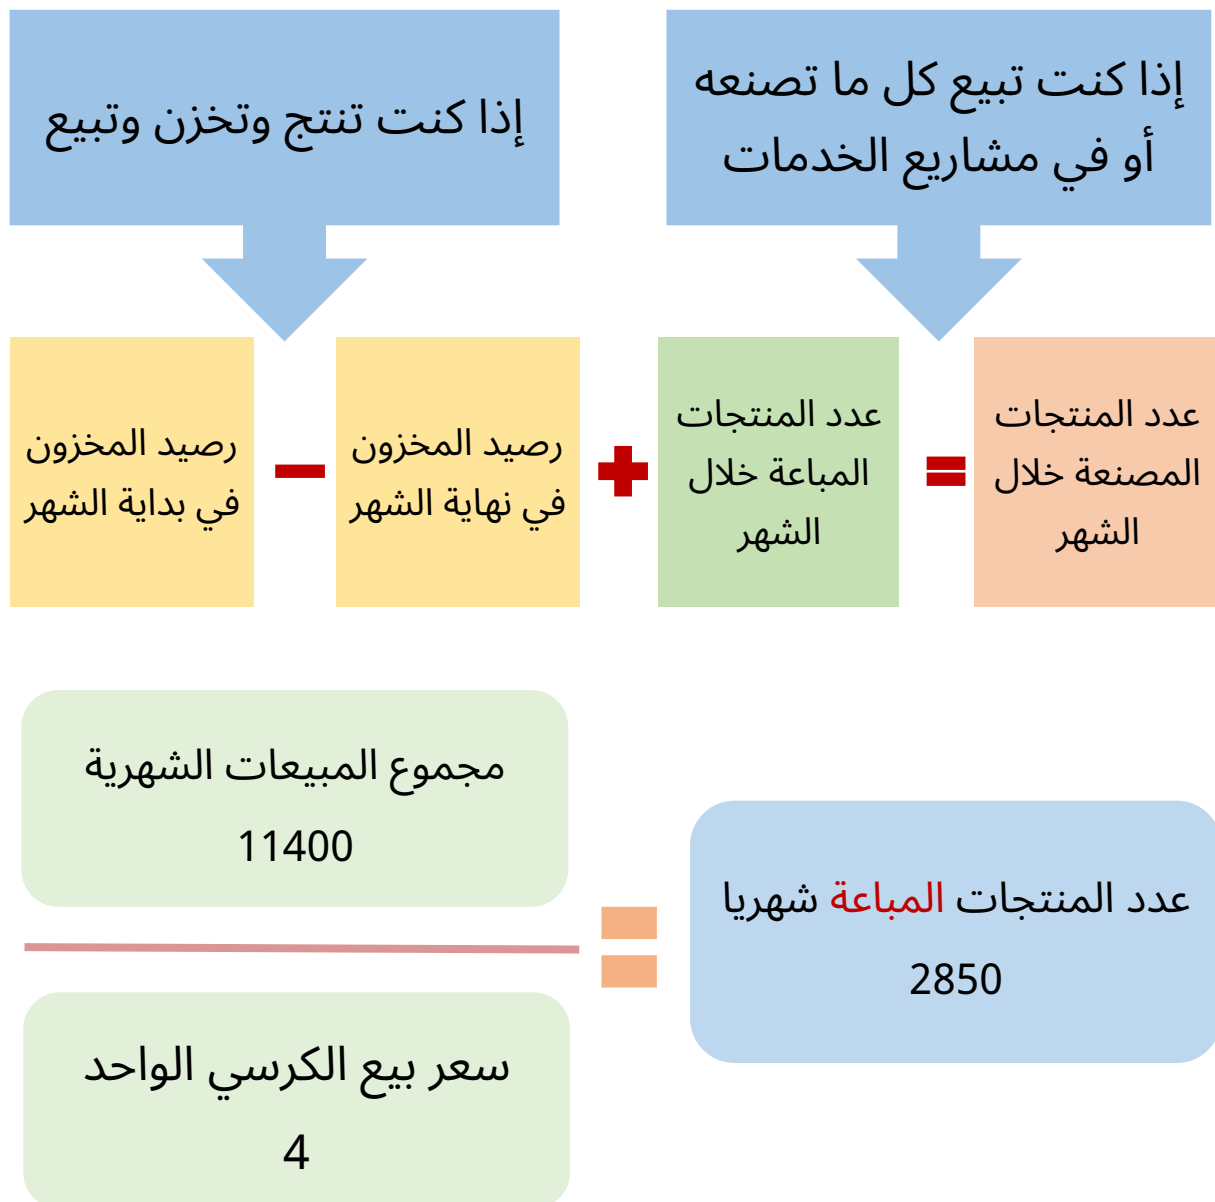 إذا كنت تبيع كل ما تصنعه
أو في مشاريع الخدمات
إذا كنت تنتج وتخزن وتبيع
عدد المنتجات
المصنعة خلال
الشهر
=
عدد المنتجات
المباعة خلال
الشهر
+
رصيد المخزون
في نهاية الشهر
-
رصيد المخزون
في بداية الشهر
عدد المنتجات المباعة شهريا
2850
=
مجموع المبيعات الشهرية
11400
سعر بيع الكرسي الواحد
4